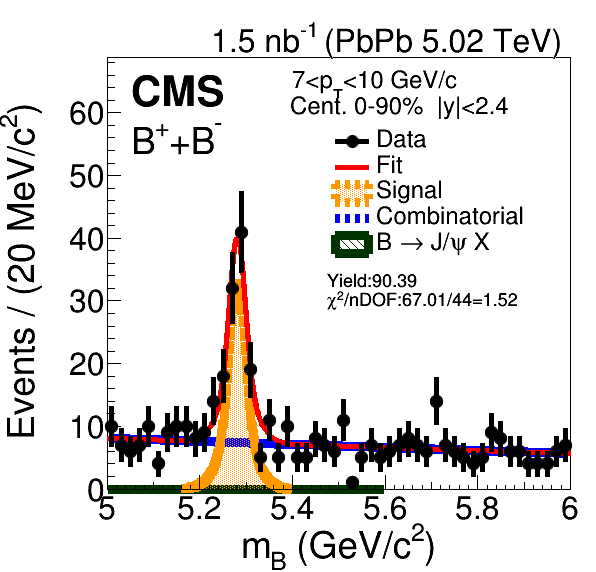 1.5 nb⁻¹ (PbPb 5.02 TeV)
CMS
B⁺+B⁻
7<p_T<10 GeV/c
Cent. 0-90% |y|<2.4
Data
Fit
Signal
Combinatorial
B → J/ψ X
Yield:90.39
χ²/nDOF:67.01/44=1.52
Events / (20 MeV/c²)
60
50
40
30
20
10
0
5 5.2 5.4 5.6 5.8 6
m_B (GeV/c²)